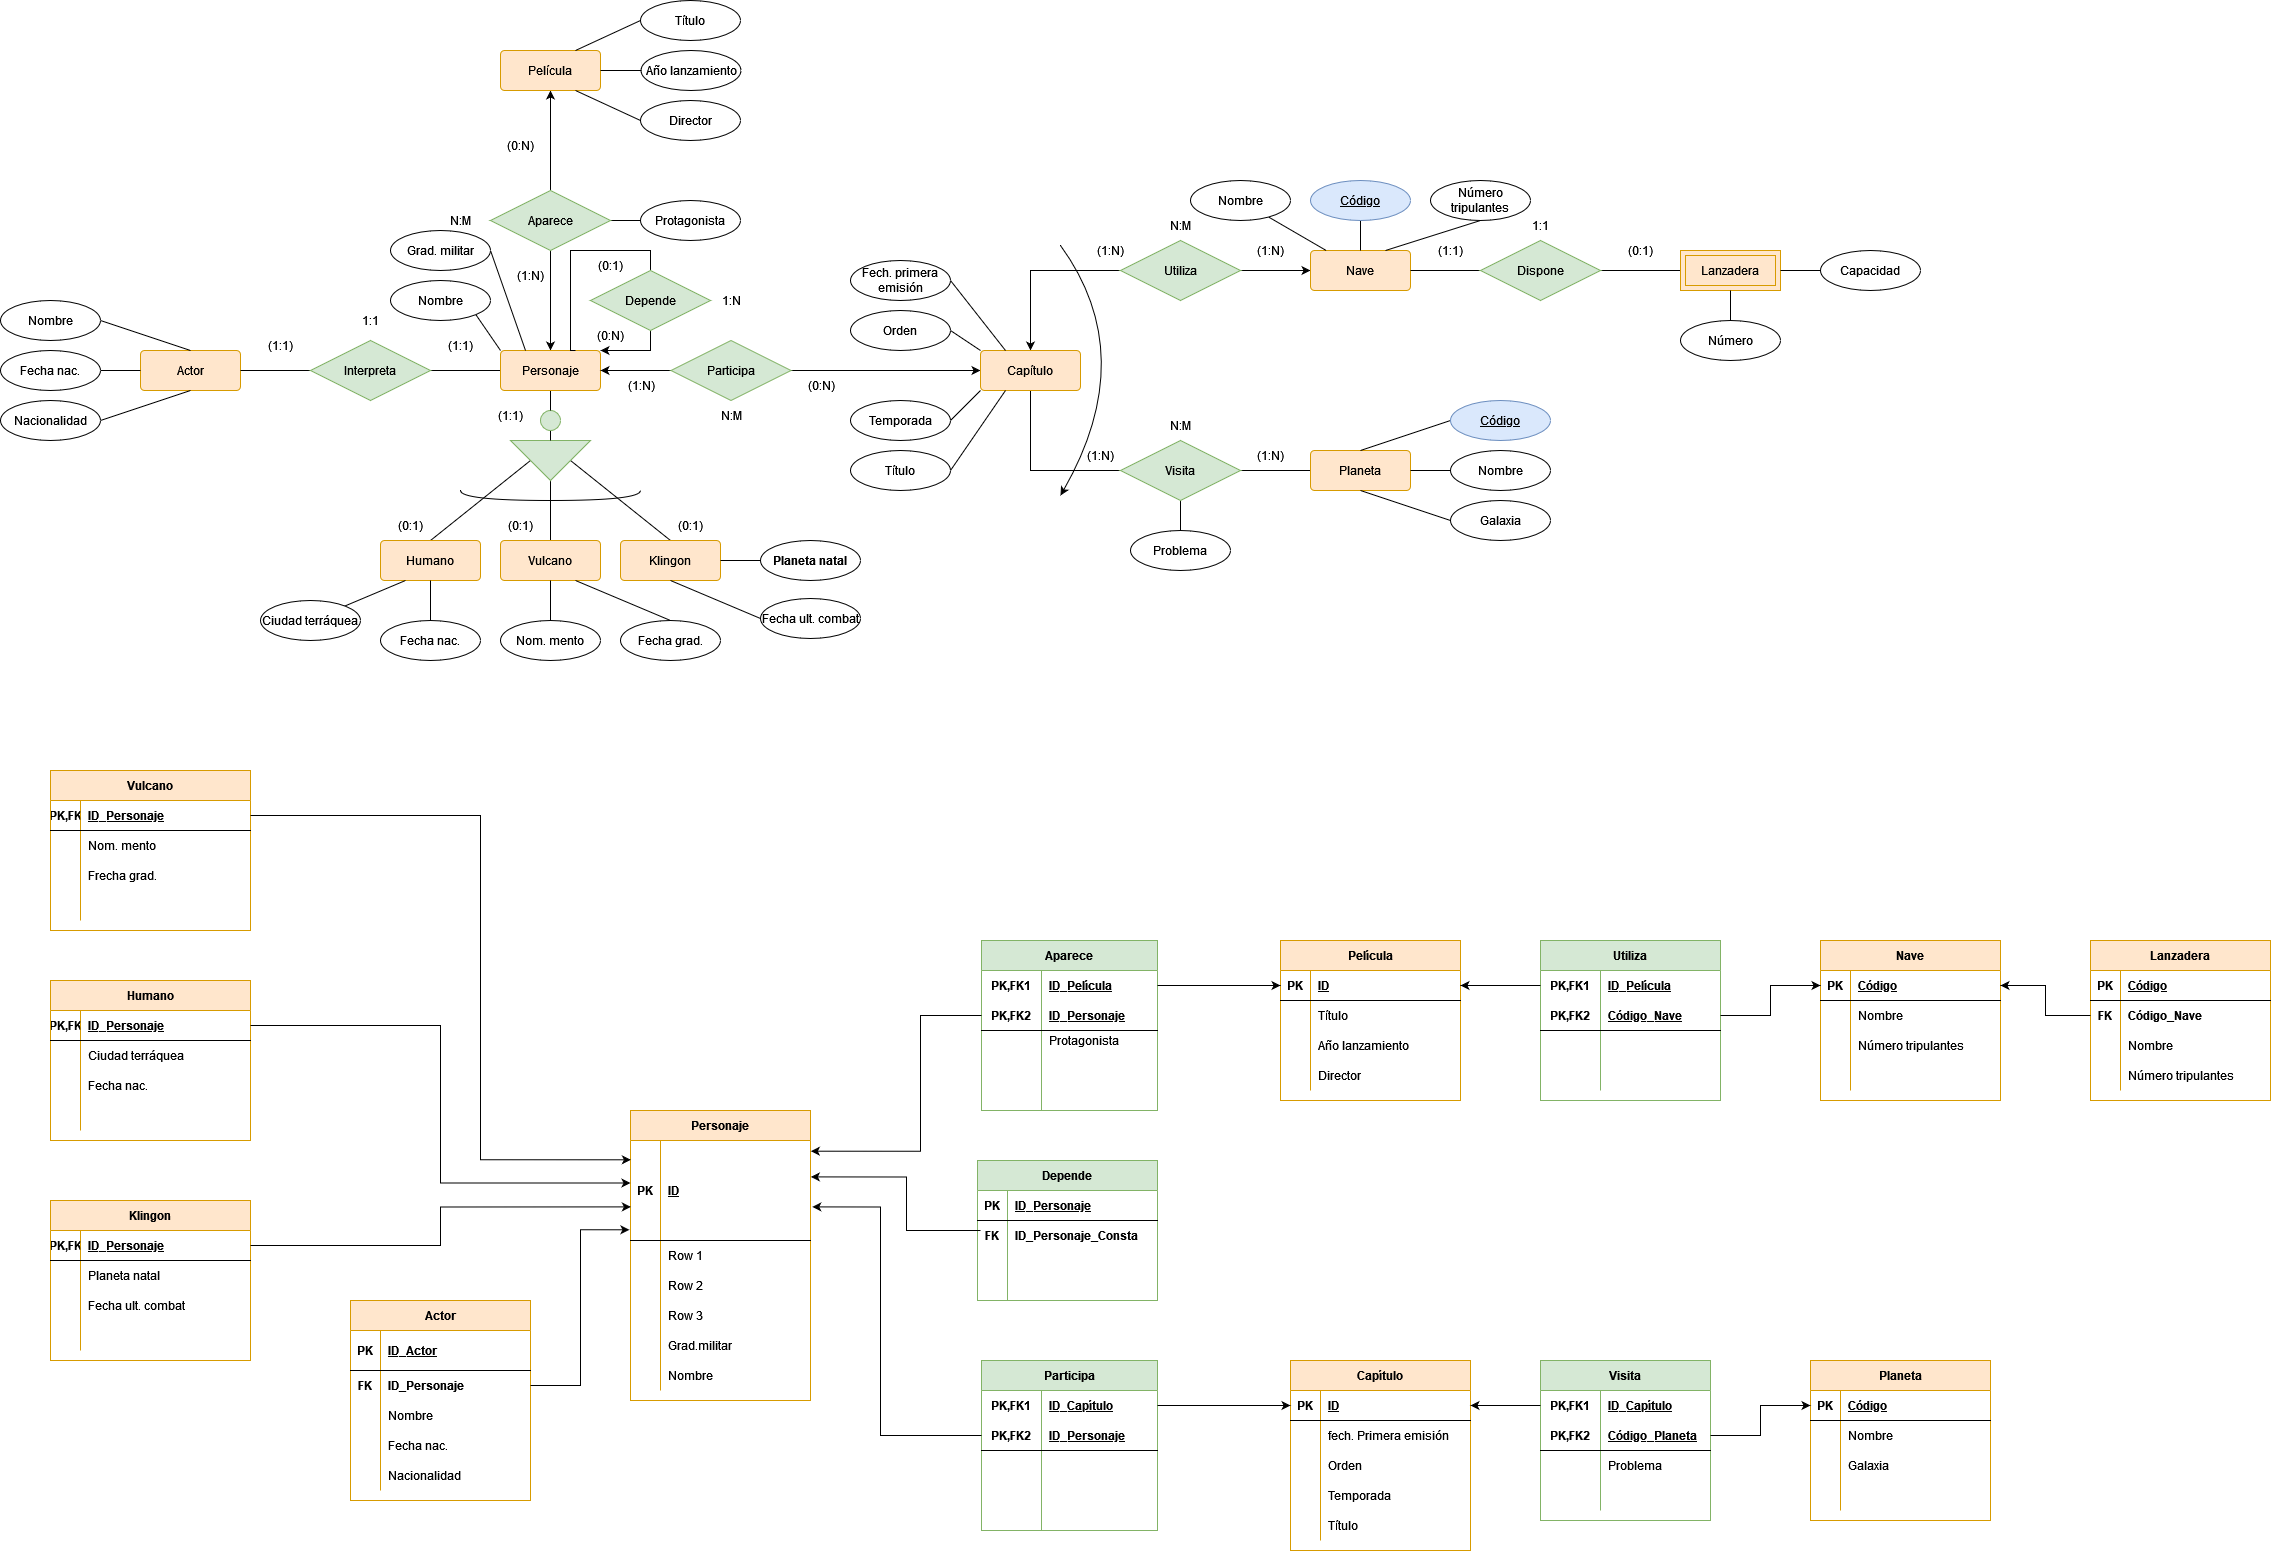 Título
Película
Año lanzamiento
Director
(0:N)
Aparece
Protagonista
N:M
Grad. militar
(1:N)
(0:1)
Nombre
Depende
1:N
(0:N)
Nombre
1:1
(1:1)
(1:1)
Fecha nac.
Actor
Interpreta
Personaje
Participa
(1:N)
(0:N)
Nacionalidad
(1:1)
N:M
Fech. primera
emisión
Orden
Capítulo
Temporada
Título
N:M
(1:N)
Utiliza
(1:N)
Nombre
Código
Número
tripulantes
Nave
(1:1)
1:1
Dispone
(0:1)
Lanzadera
Capacidad
Número
N:M
(1:N)
Visita
(1:N)
Problema
Planeta
Código
Nombre
Galaxia
(0:1)
(0:1)
(0:1)
Humano
Vulcano
Klingon
Planeta natal
Ciudad terráquea
Fecha nac.
Nom. mento
Fecha grad.
Fecha ult. combat
Vulcano
PK,FK ID_Personaje
Nom. mento
Frecha grad.
Humano
PK,FK ID_Personaje
Ciudad terráquea
Fecha nac.
Klingon
PK,FK ID_Personaje
Planeta natal
Fecha ult. combat
Actor
PK ID_Actor
FK ID_Personaje
Nombre
Fecha nac.
Nacionalidad
Personaje
PK ID
Row 1
Row 2
Row 3
Grad.militar
Nombre
Aparece
PK,FK1 ID_Película
PK,FK2 ID_Personaje
Protagonista
Depende
PK ID_Personaje
FK ID_Personaje_Consta
Participa
PK,FK1 ID_Capítulo
PK,FK2 ID_Personaje
Película
PK ID
Título
Año lanzamiento
Director
Utiliza
PK,FK1 ID_Película
PK,FK2 Código_Nave
Nave
PK Código
Nombre
Número tripulantes
Lanzadera
PK Código
FK Código_Nave
Nombre
Número tripulantes
Capítulo
PK ID
fech. Primera emisión
Orden
Temporada
Título
Visita
PK,FK1 ID_Capítulo
PK,FK2 Código_Planeta
Problema
Planeta
PK Código
Nombre
Galaxia